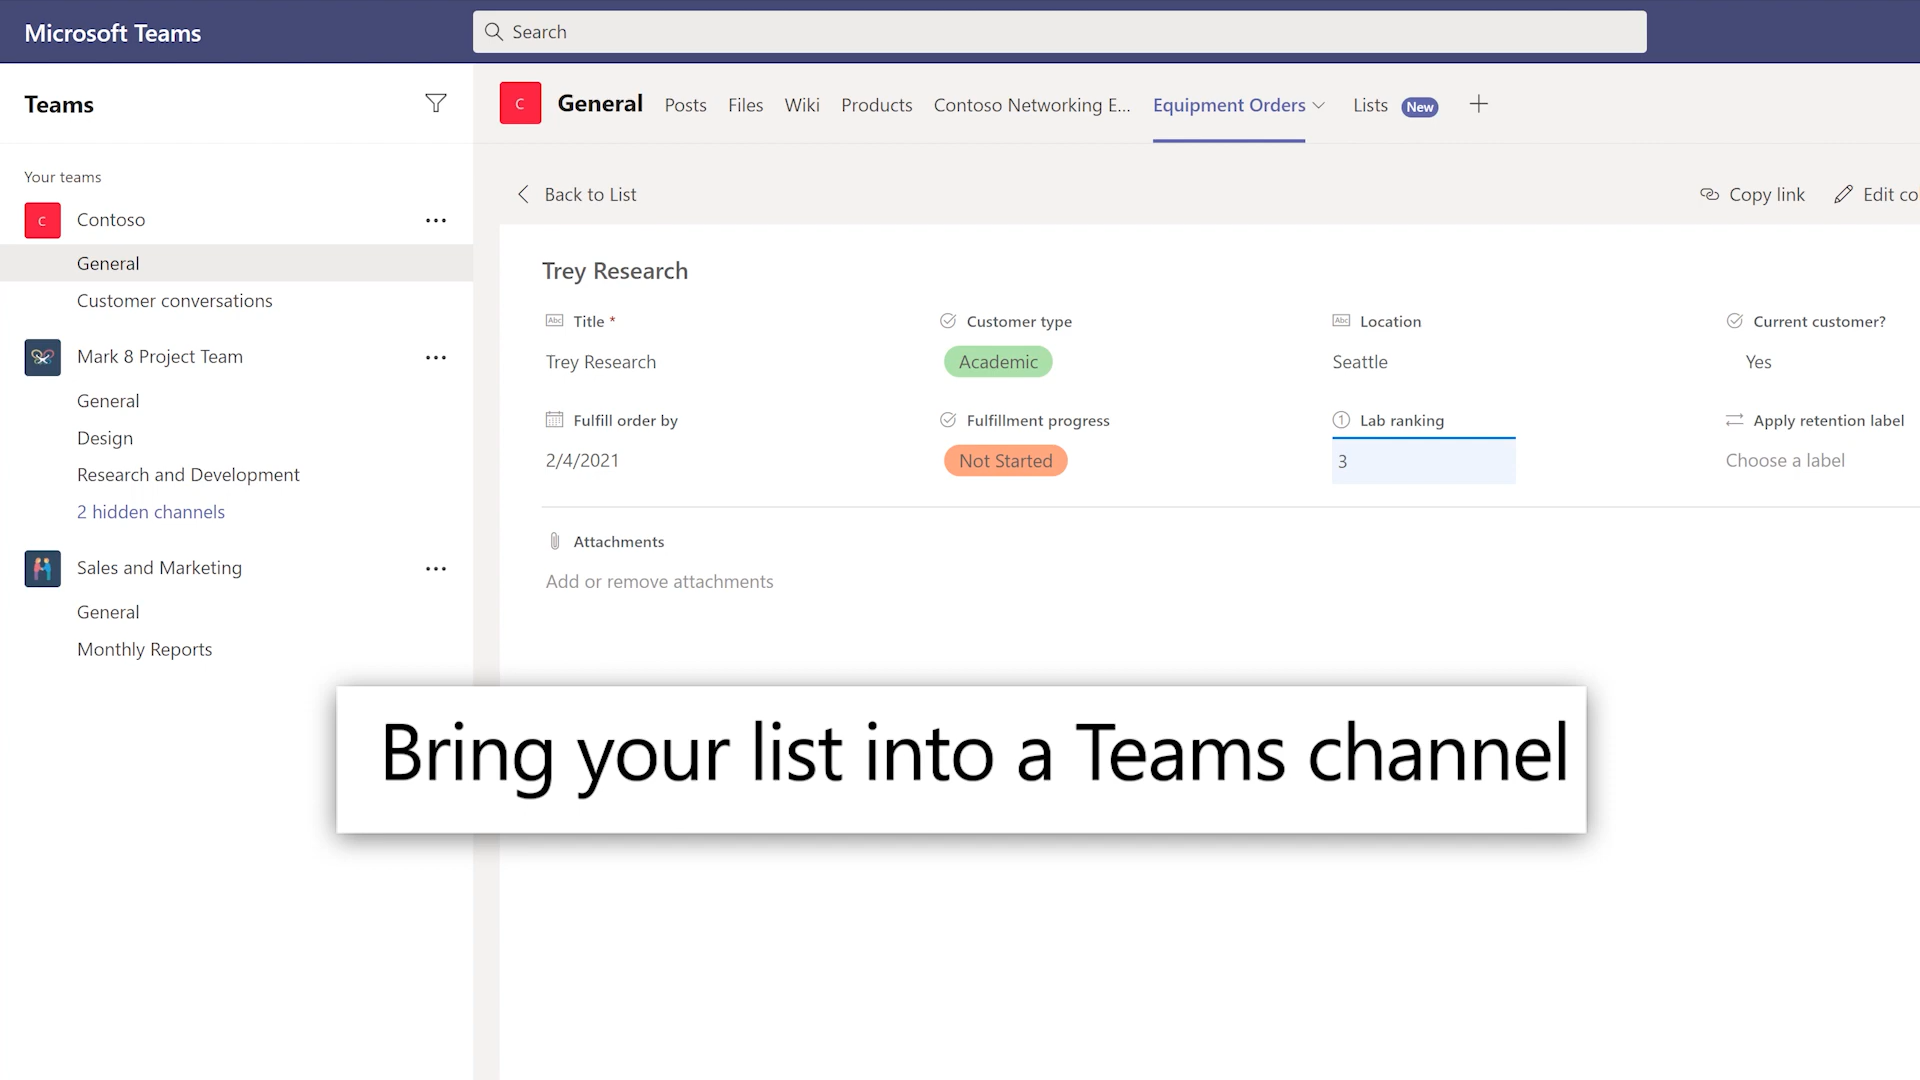 Microsoft Teams
Search
Teams
Your teams
C Contoso
General
Customer conversations
Mark 8 Project Team
General
Design
Research and Development
2 hidden channels
Sales and Marketing
General
Monthly Reports
C General Posts Files Wiki Products Contoso Networking E... Equipment Orders Lists New
Back to List Copy link Edit co
Trey Research
Abc Title * Customer type Abc Location Current customer?
Trey Research Academic Seattle Yes
Fulfill order by Fulfillment progress 1 Lab ranking Apply retention label
2/4/2021 Not Started 3 Choose a label
Attachments
Add or remove attachments
Bring your list into a Teams channel